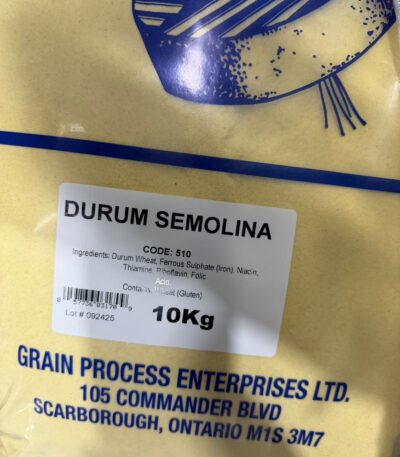 DURUM SEMOLINA
CODE: 510
Ingredients: Durum Wheat, Ferrous Sulphate (Iron), Niacin,
Thiamine, Riboflavin, Folic
Acid
Contains: Wheat (Gluten)
10Kg
Lot # 092425
GRAIN PROCESS ENTERPRISES LTD.
105 COMMANDER BLVD
SCARBOROUGH, ONTARIO M1S 3M7